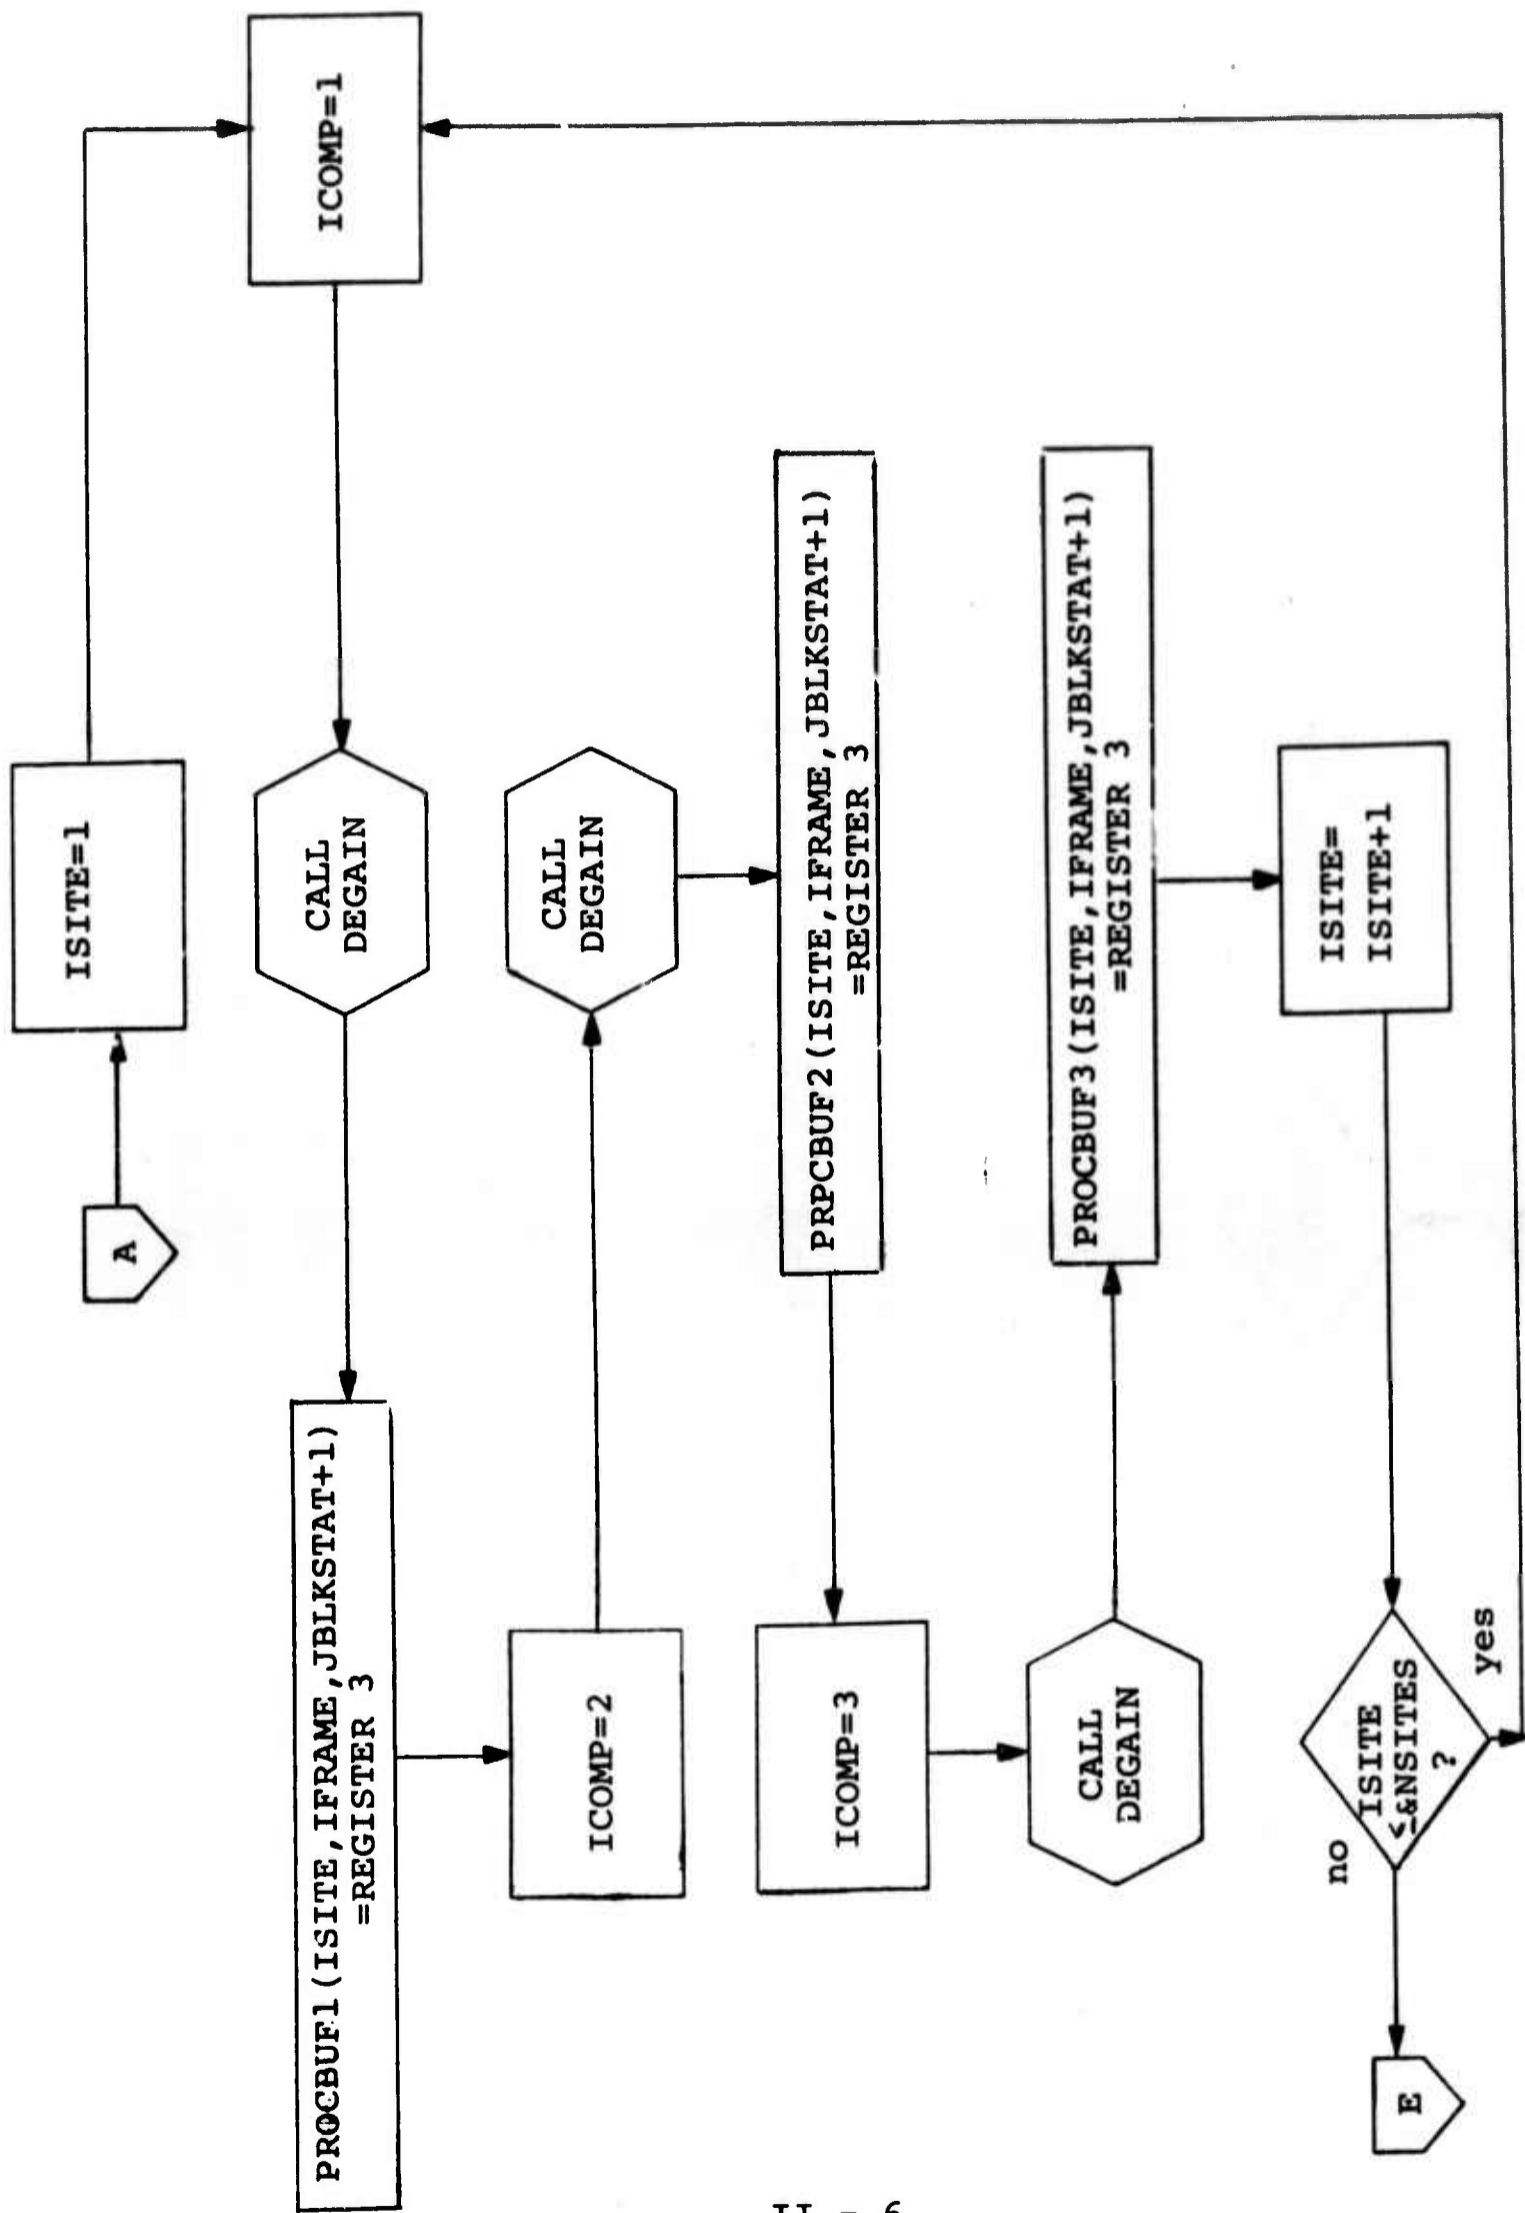 A
ISITE=1
ICOMP=1
CALL
DEGAIN
PROCBUF1(ISITE,IFRAME,JBLKSTAT+1)
=REGISTER 3
ICOMP=2
CALL
DEGAIN
PRPCBUF2(ISITE,IFRAME,JBLKSTAT+1)
=REGISTER 3
ICOMP=3
CALL
DEGAIN
PROCBUF3(ISITE,IFRAME,JBLKSTAT+1)
=REGISTER 3
ISITE=
ISITE+1
ISITE
≤&NSITES
?
yes
no
E